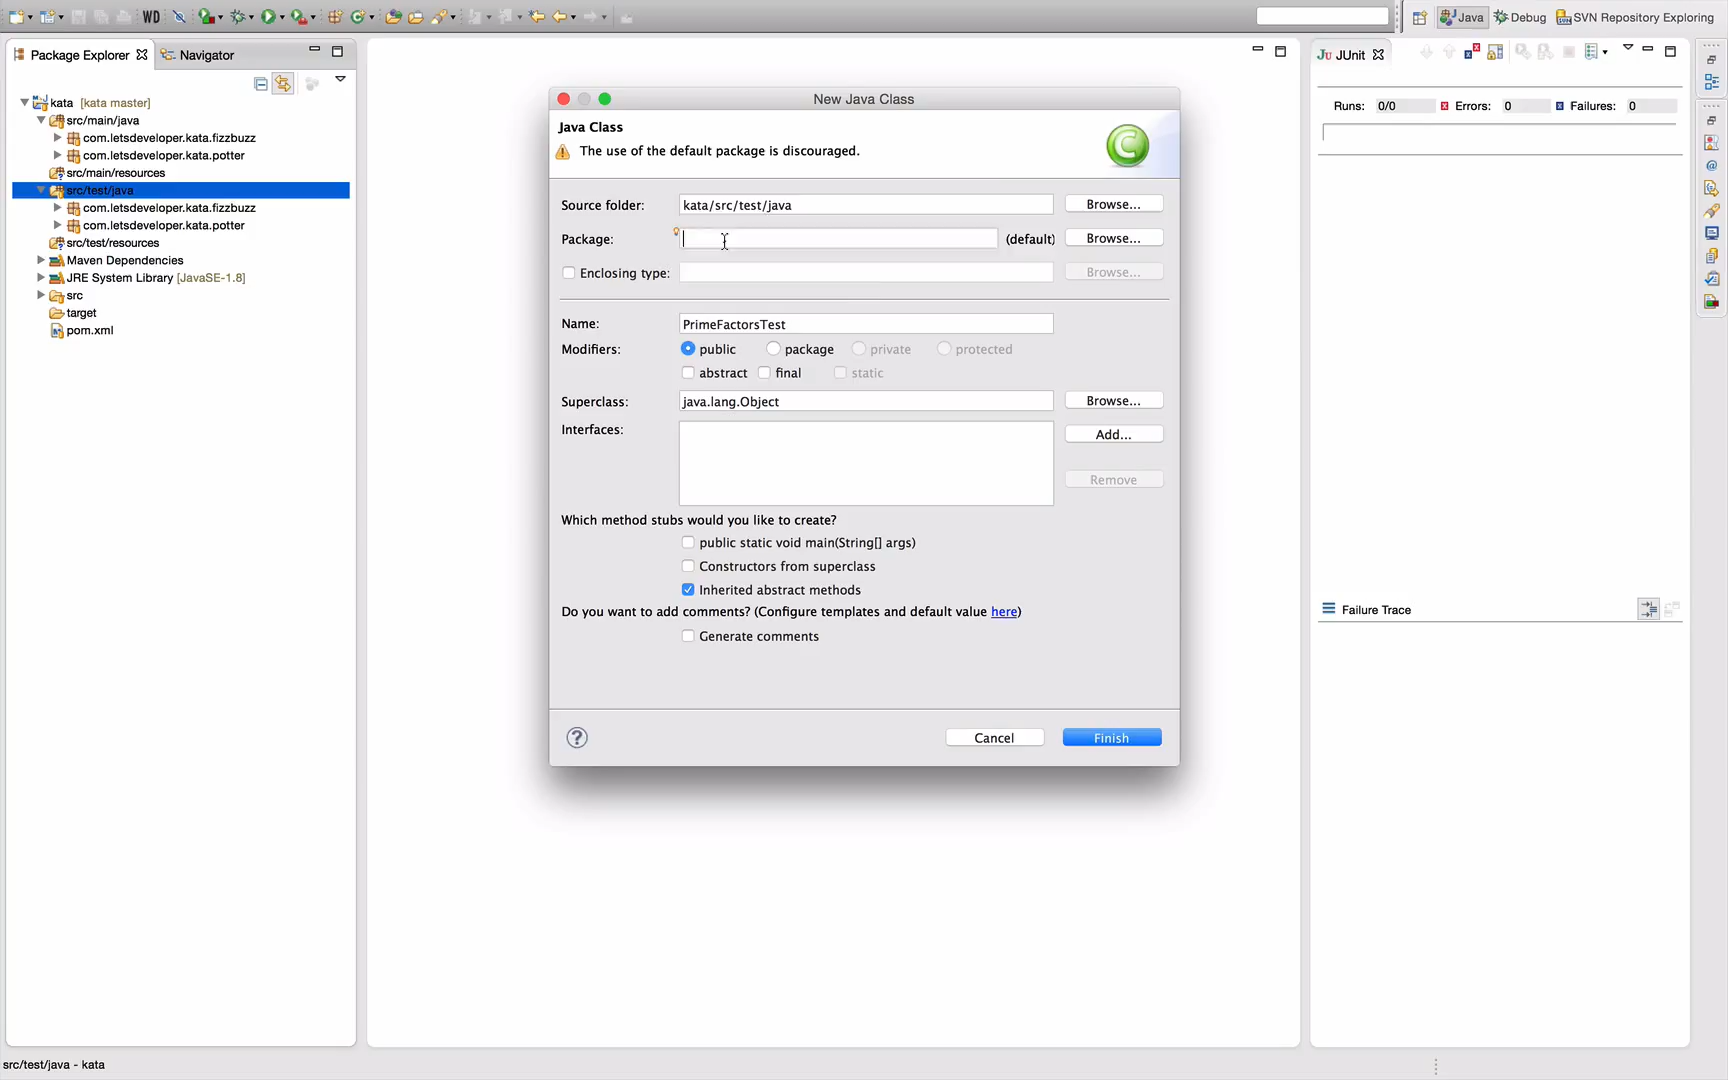 WD
Java
Debug
SVN Repository Exploring
Package Explorer
Navigator
kata [kata master]
src/main/java
com.letsdeveloper.kata.fizzbuzz
com.letsdeveloper.kata.potter
src/main/resources
src/test/java
com.letsdeveloper.kata.fizzbuzz
com.letsdeveloper.kata.potter
src/test/resources
Maven Dependencies
JRE System Library [JavaSE-1.8]
src
target
pom.xml
New Java Class
Java Class
The use of the default package is discouraged.
Source folder: kata/src/test/java Browse...
Package: (default) Browse...
Enclosing type: Browse...
Name: PrimeFactorsTest
Modifiers: public package private protected
abstract final static
Superclass: java.lang.Object Browse...
Interfaces: Add...
Remove
Which method stubs would you like to create?
public static void main(String[] args)
Constructors from superclass
Inherited abstract methods
Do you want to add comments? (Configure templates and default value here)
Generate comments
Cancel Finish
JUnit
Runs: 0/0 Errors: 0 Failures: 0
Failure Trace
src/test/java - kata